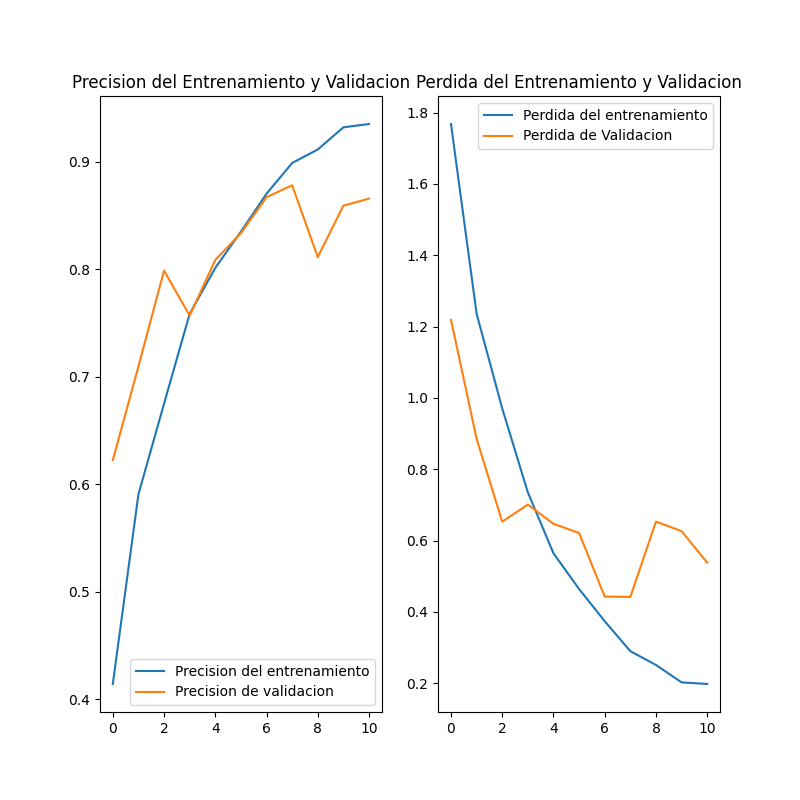 Precision del Entrenamiento y Validacion
0.9
0.8
0.7
0.6
0.5
0.4
Precision del entrenamiento
Precision de validacion
0 2 4 6 8 10
Perdida del Entrenamiento y Validacion
1.8
1.6
1.4
1.2
1.0
0.8
0.6
0.4
0.2
Perdida del entrenamiento
Perdida de Validacion
0 2 4 6 8 10